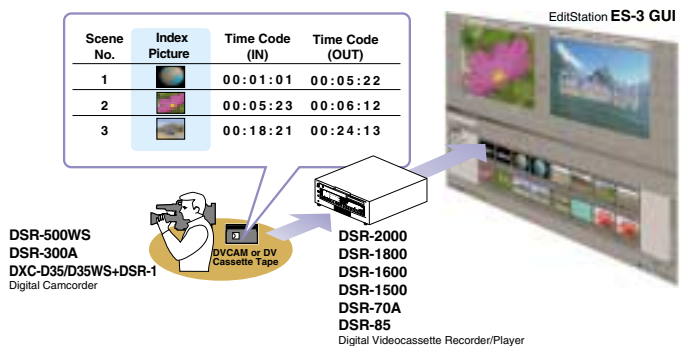 EditStation ES-3 GUI
Scene No. Index Picture Time Code (IN) Time Code (OUT)
1 00:01:01 00:05:22
2 00:05:23 00:06:12
3 00:18:21 00:24:13
DVCAM or DV
Cassette Tape
DSR-500WS
DSR-300A
DXC-D35/D35WS+DSR-1
Digital Camcorder
DSR-2000
DSR-1800
DSR-1600
DSR-1500
DSR-70A
DSR-85
Digital Videocassette Recorder/Player